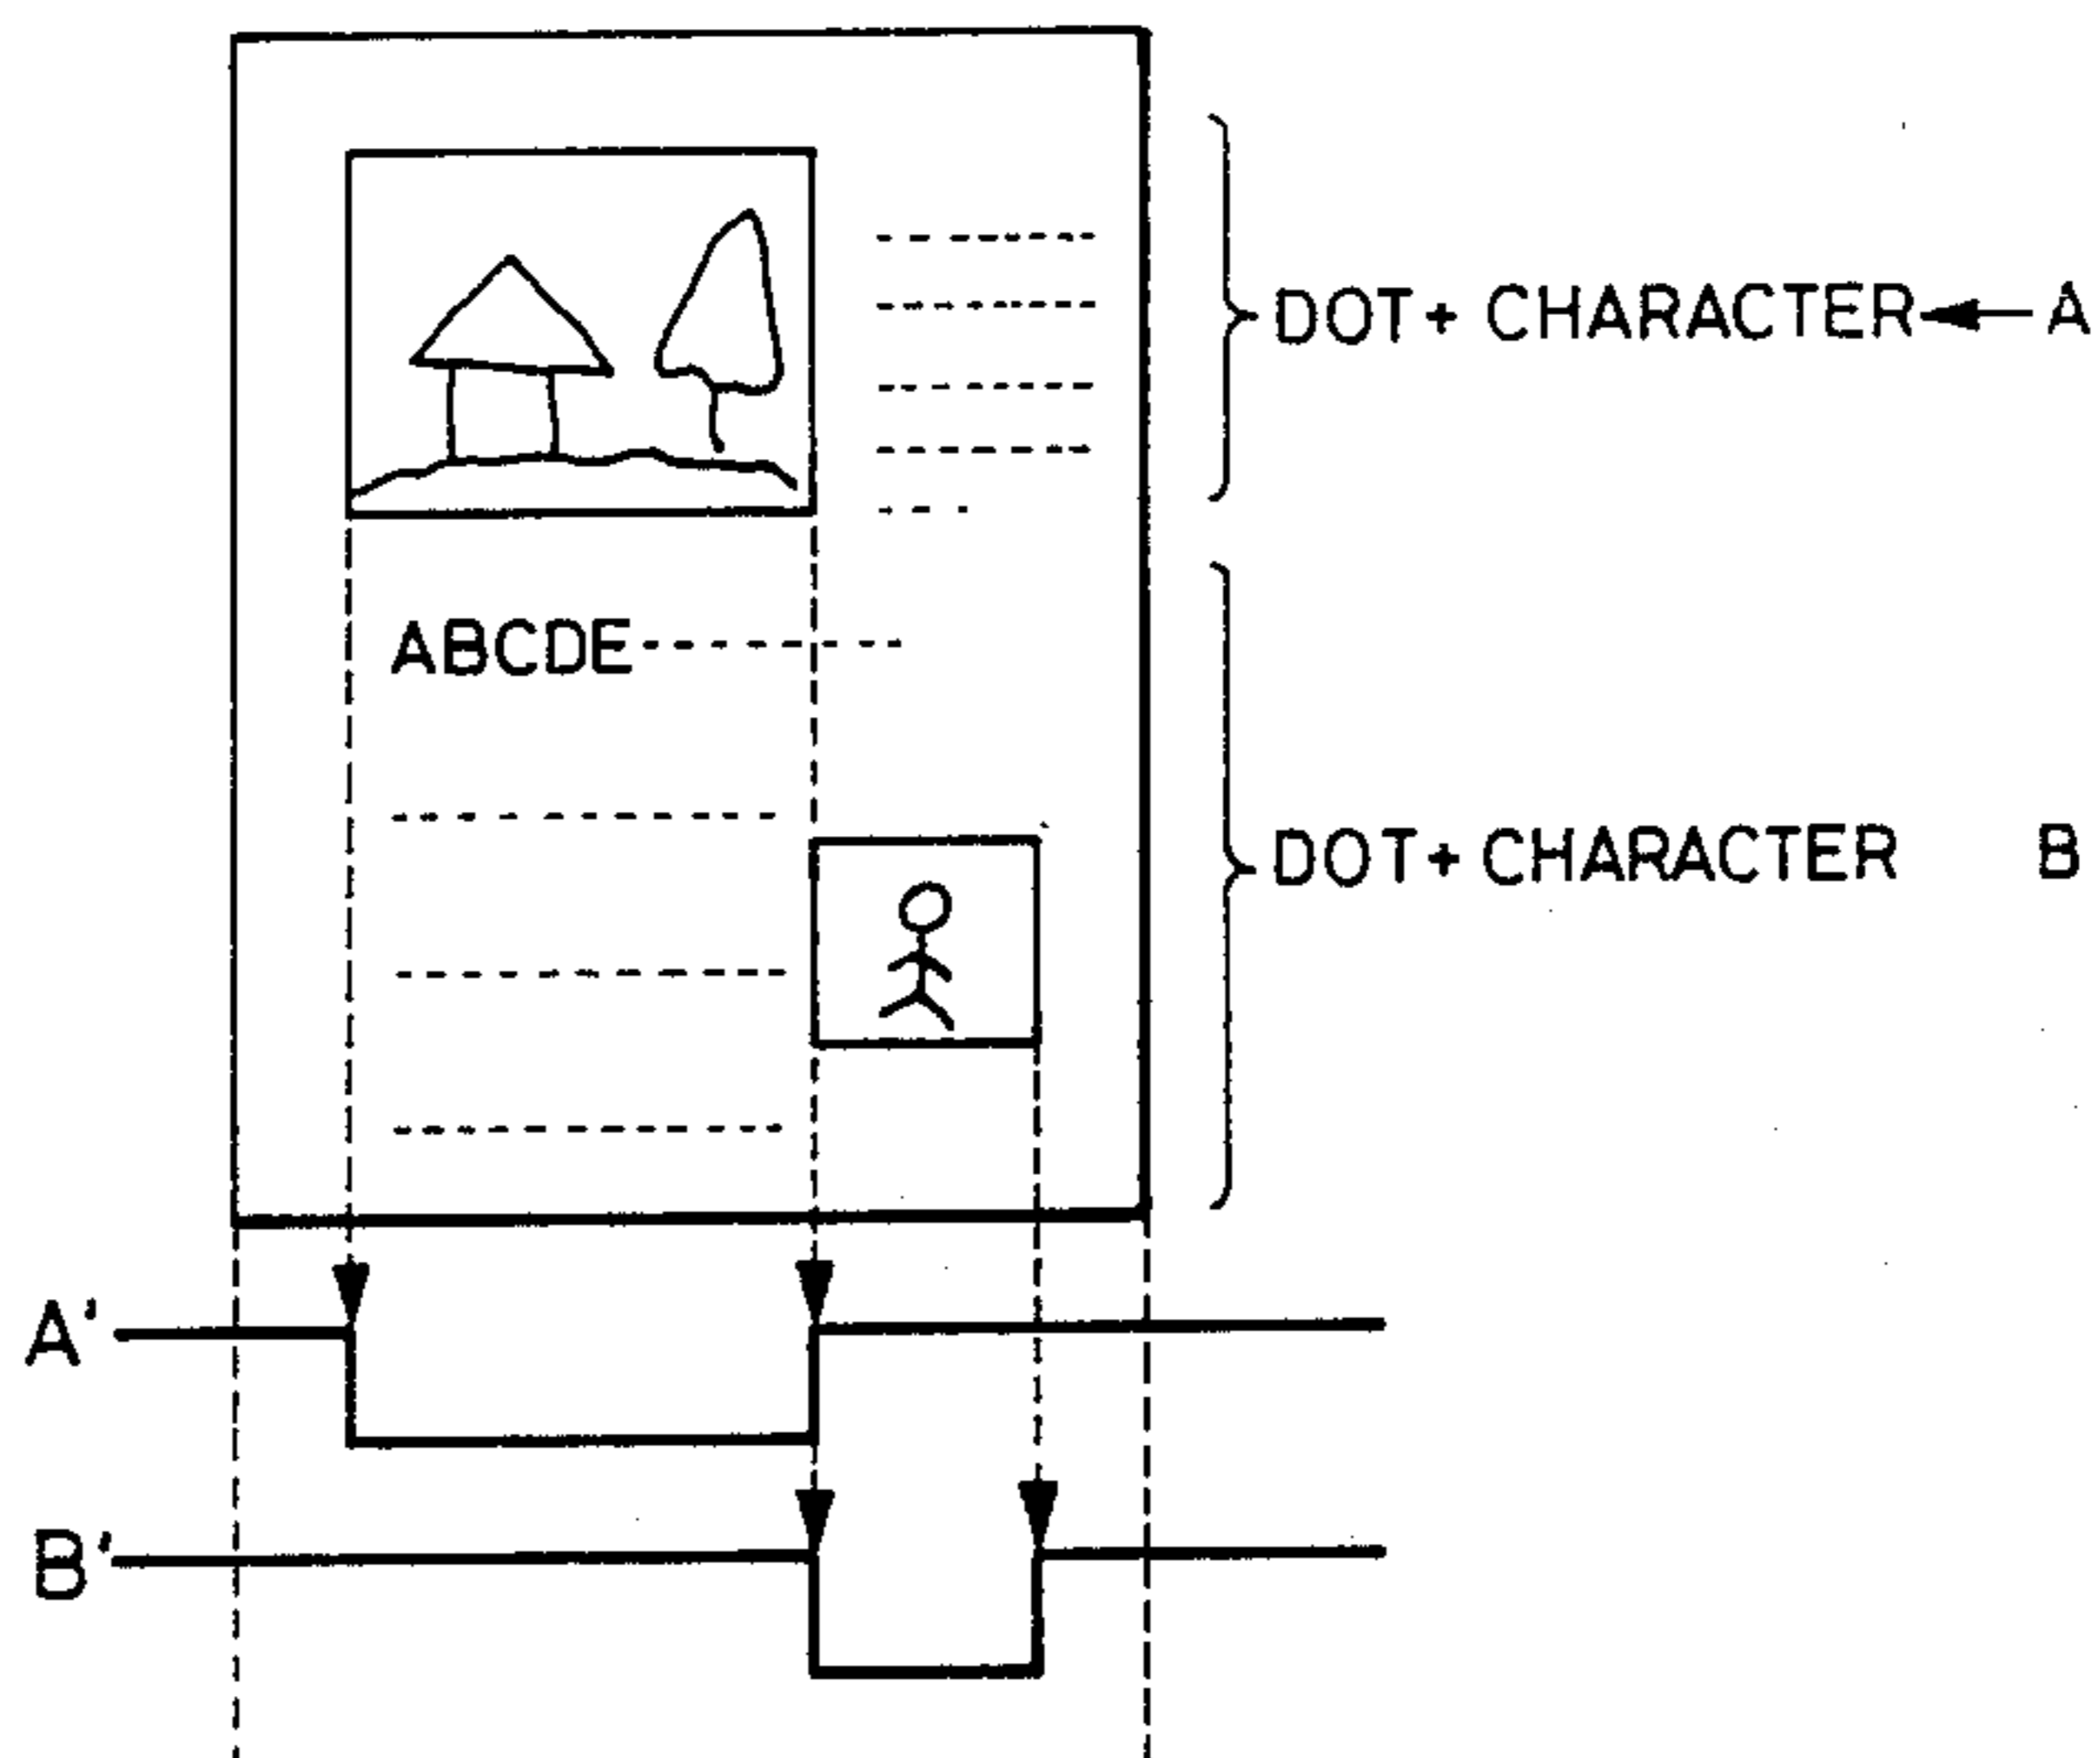 DOT+ CHARACTER A
ABCDE
DOT+ CHARACTER B
A'
B'